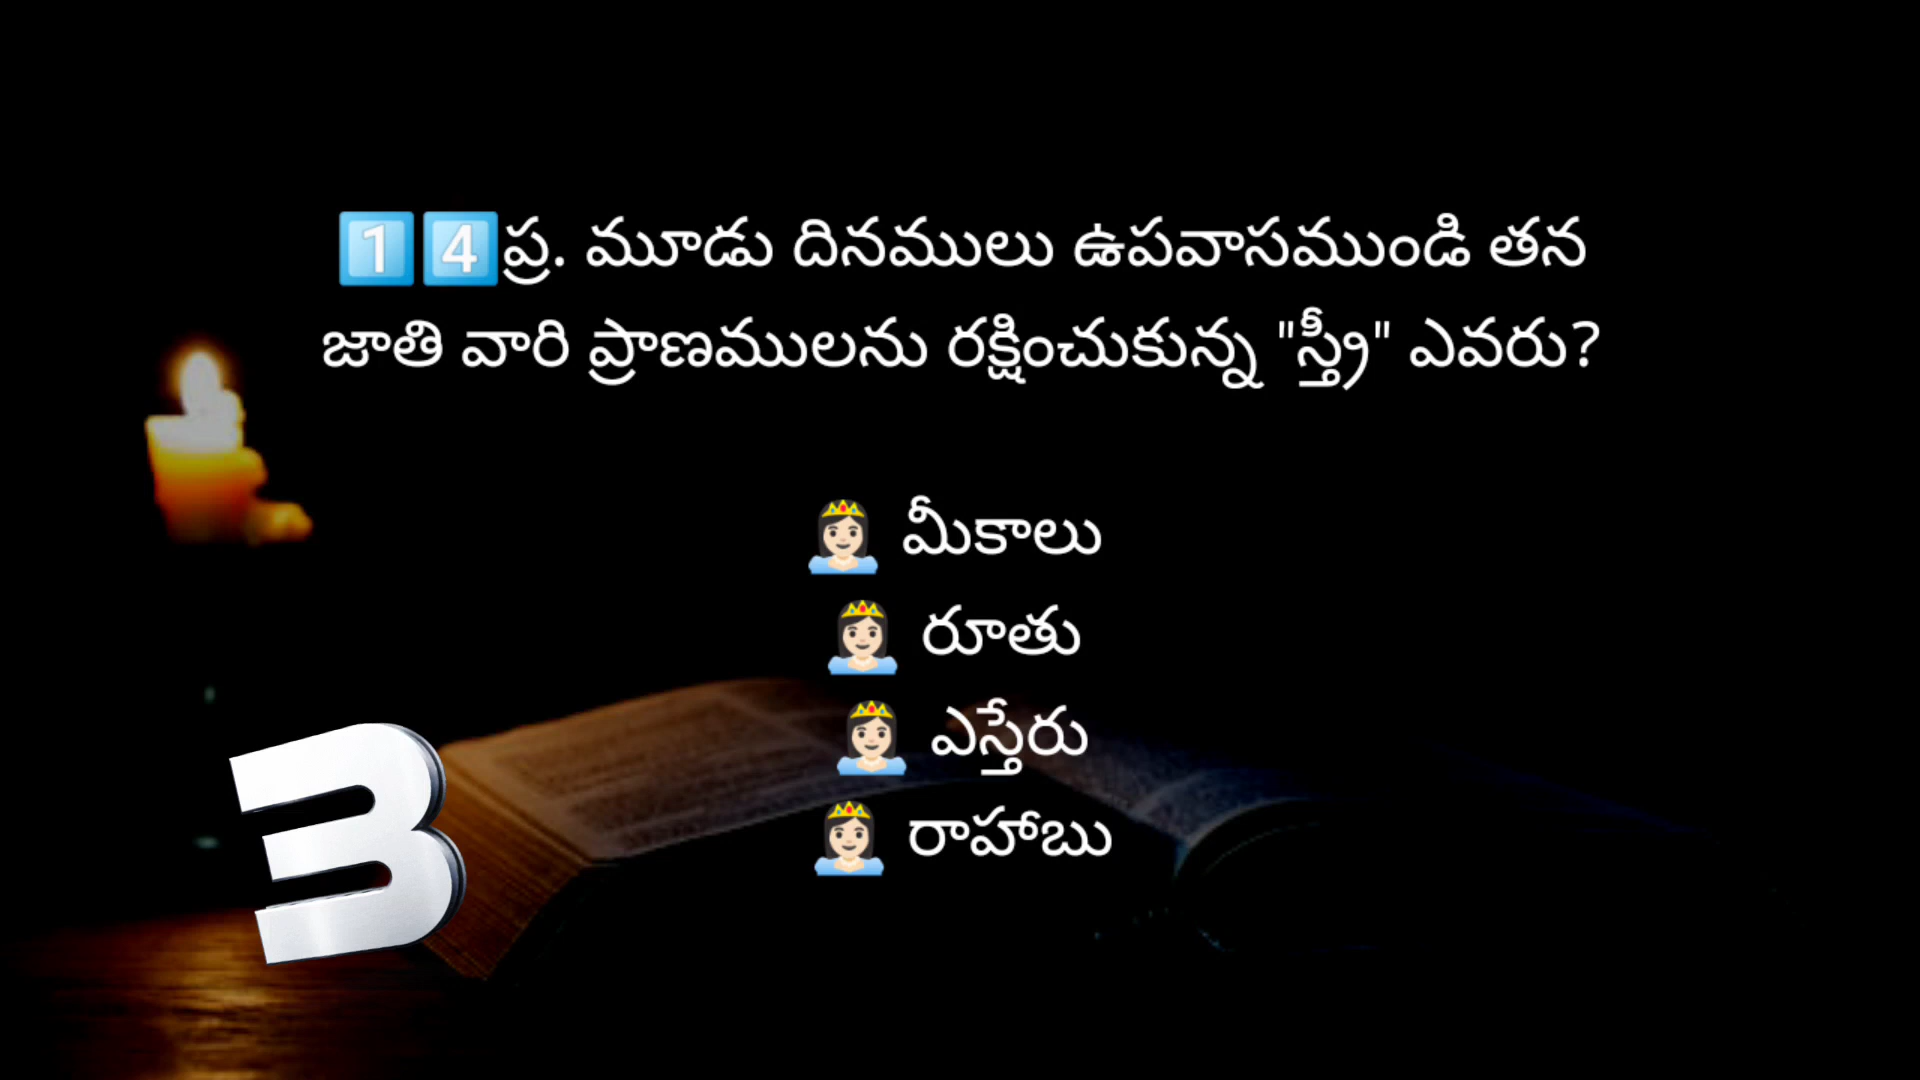 1️⃣4️⃣ప్ర. మూడు దినములు ఉపవాసముండి తన
జాతి వారి ప్రాణములను రక్షించుకున్న "స్త్రీ" ఎవరు?
👸🏻 మీకాలు
👸🏻 రూతు
👸🏻 ఎస్తేరు
👸🏻 రాహాబు
3